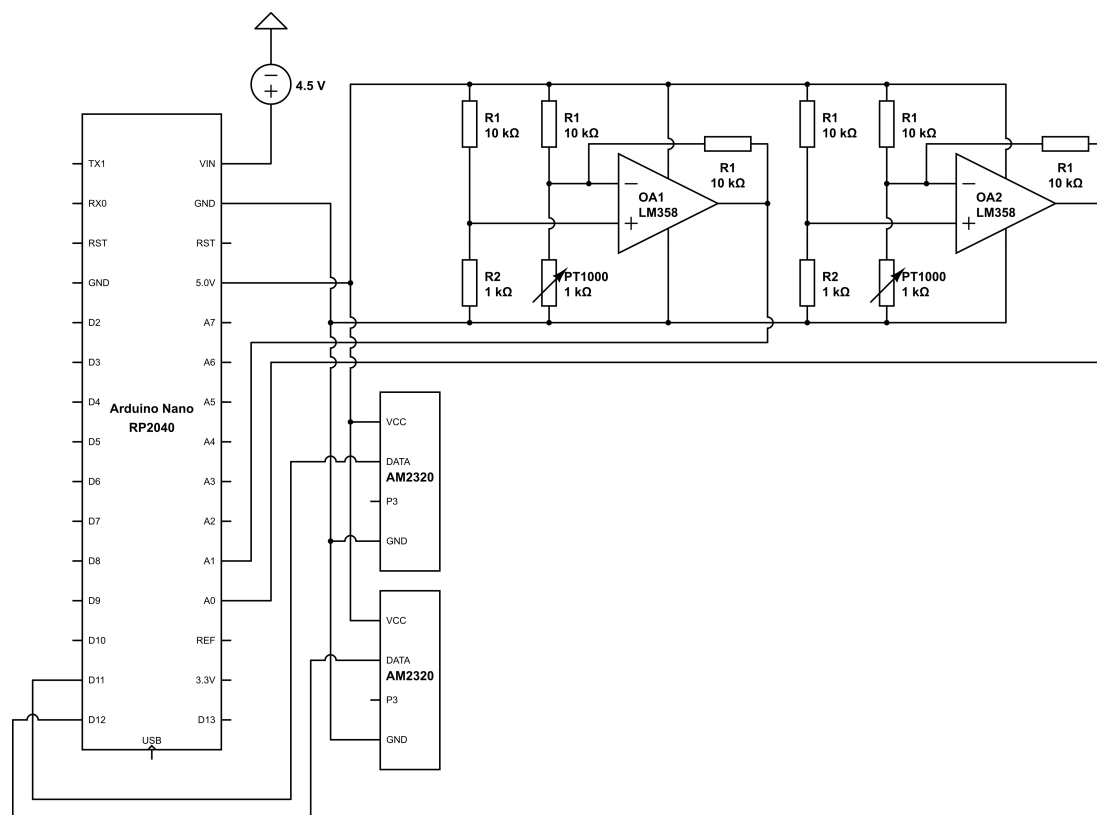 4.5 V
TX1
RX0
RST
GND
D2
D3
D4
D5
D6
D7
D8
D9
D10
D11
D12
VIN
GND
RST
5.0V
A7
A6
A5
A4
A3
A2
A1
A0
REF
3.3V
D13
Arduino Nano
RP2040
USB
R1
10 kΩ
R1
10 kΩ
R1
10 kΩ
−
+
OA1
LM358
R2
1 kΩ
PT1000
1 kΩ
R1
10 kΩ
R1
10 kΩ
R1
10 kΩ
−
+
OA2
LM358
R2
1 kΩ
PT1000
1 kΩ
VCC
DATA
AM2320
P3
GND
VCC
DATA
AM2320
P3
GND